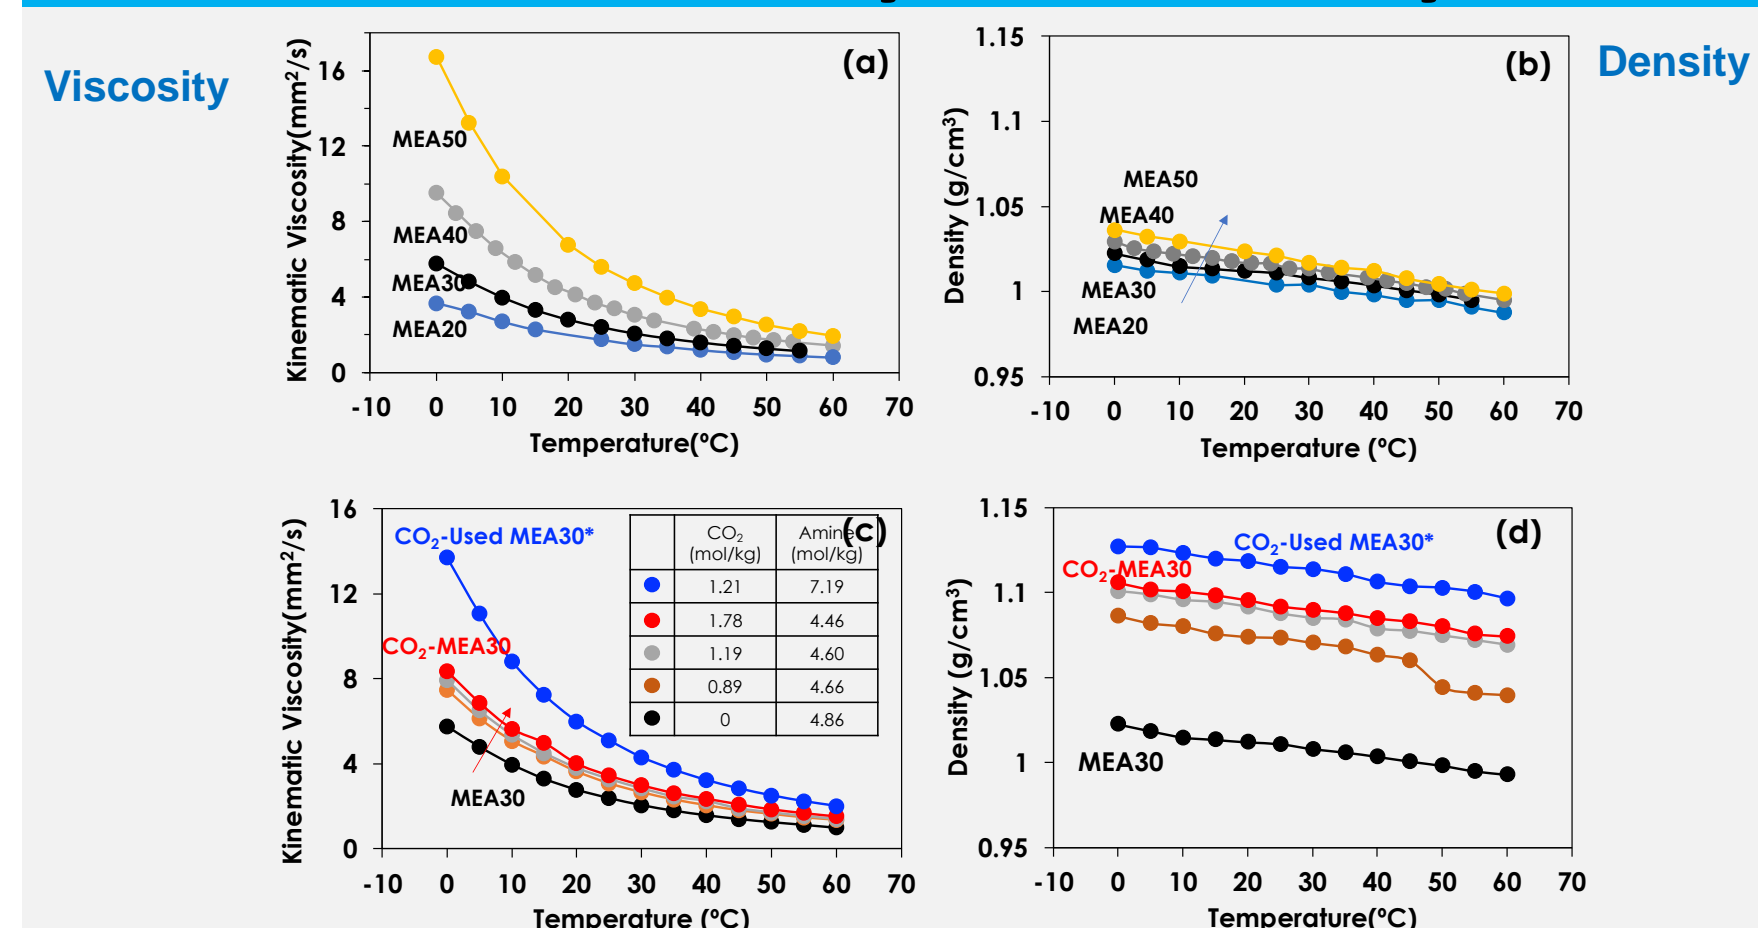 Viscosity
Density
(a)
Kinematic Viscosity(mm²/s)
16
12
8
4
0
MEA50
MEA40
MEA30
MEA20
-10 0 10 20 30 40 50 60 70
Temperature(ºC)
(b)
Density (g/cm³)
1.15
1.1
1.05
1
0.95
MEA50
MEA40
MEA30
MEA20
-10 0 10 20 30 40 50 60 70
Temperature (ºC)
(c)
Kinematic Viscosity(mm²/s)
16
12
8
4
0
CO₂-Used MEA30*
CO₂-MEA30
MEA30
CO₂ (mol/kg) Amine (mol/kg)
1.21 7.19
1.78 4.46
1.19 4.60
0.89 4.66
0 4.86
-10 0 10 20 30 40 50 60 70
Temperature (ºC)
(d)
Density (g/cm³)
1.15
1.1
1.05
1
0.95
CO₂-Used MEA30*
CO₂-MEA30
MEA30
-10 0 10 20 30 40 50 60 70
Temperature(ºC)